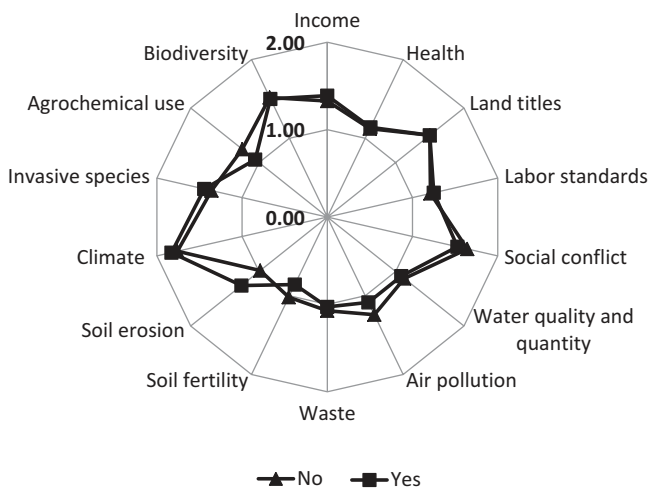 Income
2.00
Biodiversity
Health
Agrochemical use
Land titles
1.00
Invasive species
Labor standards
0.00
Climate
Social conflict
Soil erosion
Water quality and
quantity
Soil fertility
Air pollution
Waste
No Yes